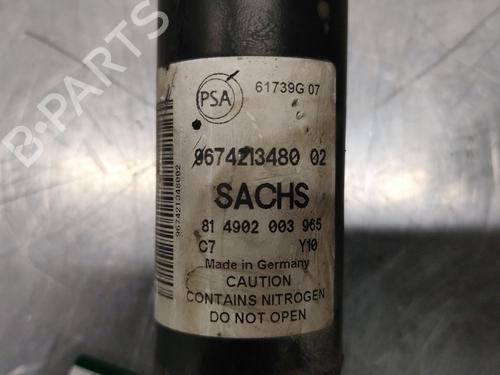 B-PARTS
PSA
61739G 07
9674213480 02
SACHS
81 4902 003 965
C7 Y10
Made in Germany
CAUTION
CONTAINS NITROGEN
DO NOT OPEN
967421348002